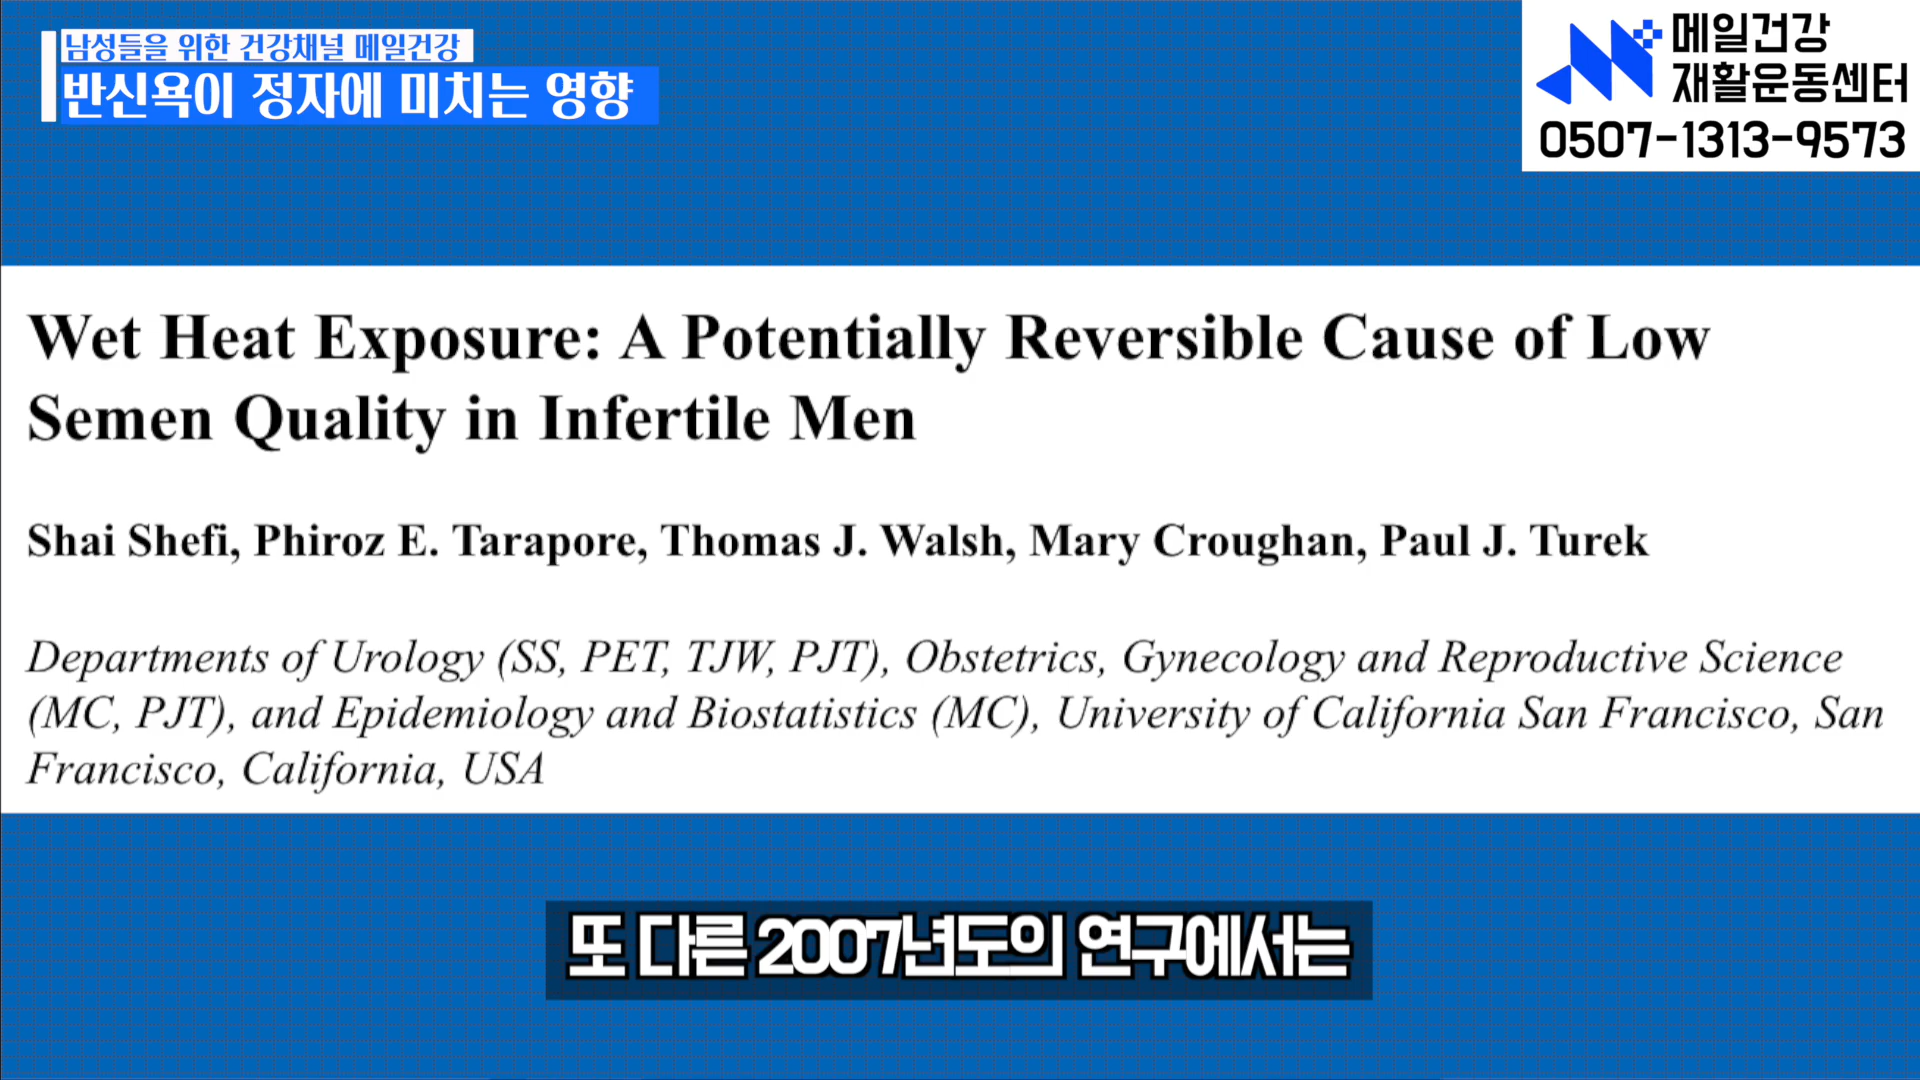 남성들을 위한 건강채널 메일건강
반신욕이 정자에 미치는 영향
메일건강
재활운동센터
0507-1313-9573
Wet Heat Exposure: A Potentially Reversible Cause of Low
Semen Quality in Infertile Men
Shai Shefi, Phiroz E. Tarapore, Thomas J. Walsh, Mary Croughan, Paul J. Turek
Departments of Urology (SS, PET, TJW, PJT), Obstetrics, Gynecology and Reproductive Science
(MC, PJT), and Epidemiology and Biostatistics (MC), University of California San Francisco, San
Francisco, California, USA
또 다른 2007년도의 연구에서는